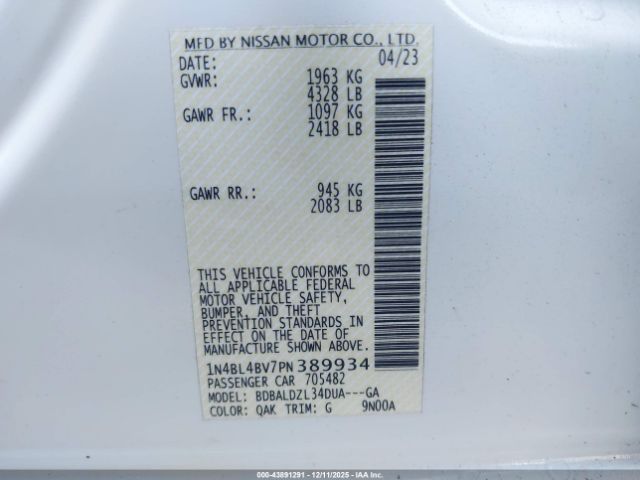 MFD BY NISSAN MOTOR CO., LTD.
DATE: 04/23
GVWR: 1963 KG
4328 LB
GAWR FR.: 1097 KG
2418 LB
GAWR RR.: 945 KG
2083 LB
THIS VEHICLE CONFORMS TO
ALL APPLICABLE FEDERAL
MOTOR VEHICLE SAFETY,
BUMPER, AND THEFT
PREVENTION STANDARDS IN
EFFECT ON THE DATE OF
MANUFACTURE SHOWN ABOVE.
1N4BL4BV7PN389934
PASSENGER CAR 705482
MODEL: BDBALDZL34DUA---GA
COLOR: QAK TRIM: G 9N00A
000-43891291 - 12/11/2025 - IAAI.CA